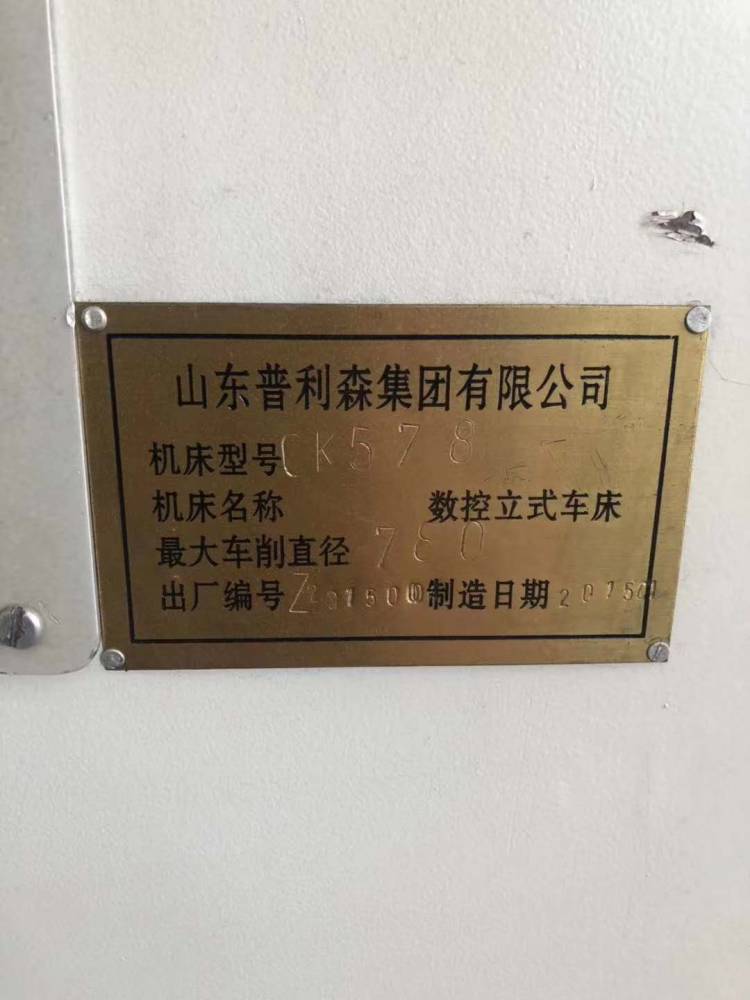 山东普利森集团有限公司
机床型号 CK578
机床名称 数控立式车床
最大车削直径
出厂编号 制造日期